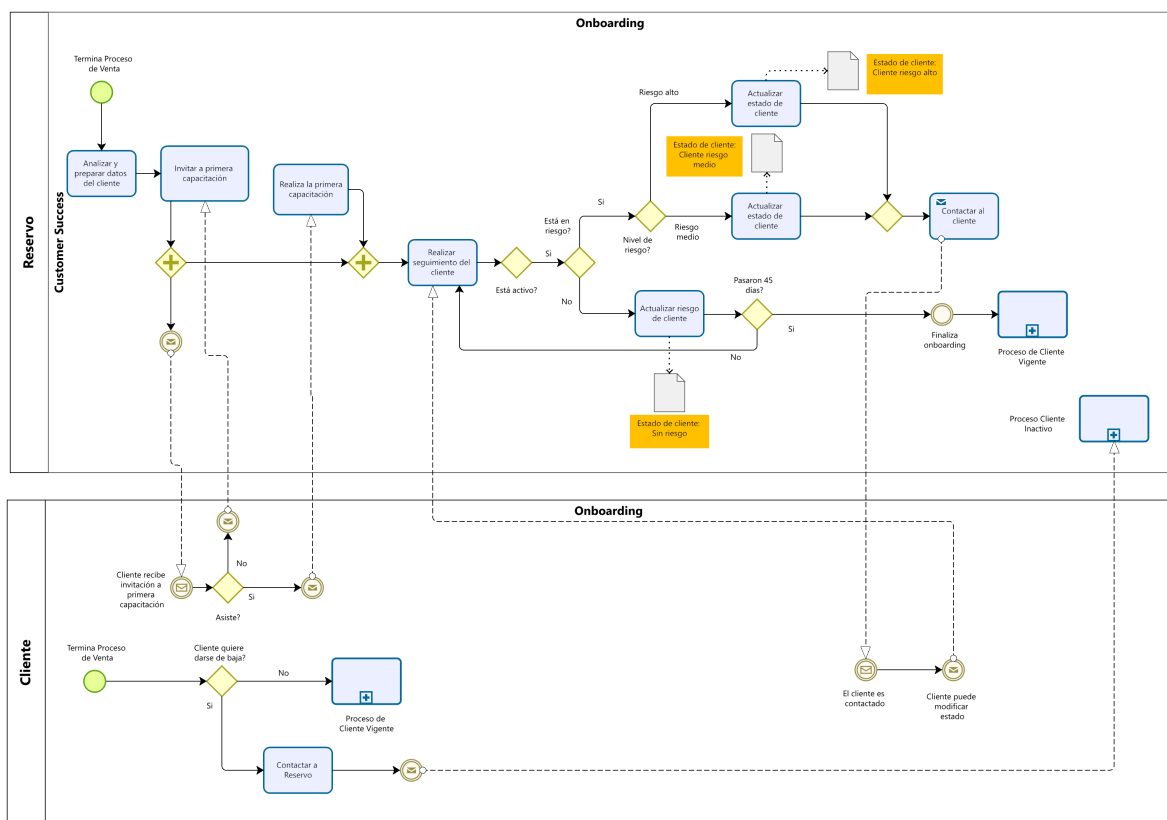 Onboarding
Reservo
Customer Success
Termina Proceso
de Venta
Analizar y
preparar datos
del cliente
Invitar a primera
capacitación
Realiza la primera
capacitación
Realizar
seguimiento del
cliente
Está activo?
Si
Está en
riesgo?
Si
No
Nivel de
riesgo?
Riesgo alto
Riesgo
medio
Actualizar
estado de
cliente
Estado de cliente:
Cliente riesgo alto
Estado de cliente:
Cliente riesgo
medio
Actualizar
estado de
cliente
Contactar al
cliente
Actualizar riesgo
de cliente
Estado de cliente:
Sin riesgo
Pasaron 45
días?
Si
No
Finaliza
onboarding
Proceso de Cliente
Vigente
Proceso Cliente
Inactivo
Onboarding
Cliente
Cliente recibe
invitación a
primera
capacitación
No
Si
Asiste?
Termina Proceso
de Venta
Cliente quiere
darse de baja?
No
Si
Proceso de
Cliente Vigente
Contactar a
Reservo
El cliente es
contactado
Cliente puede
modificar
estado